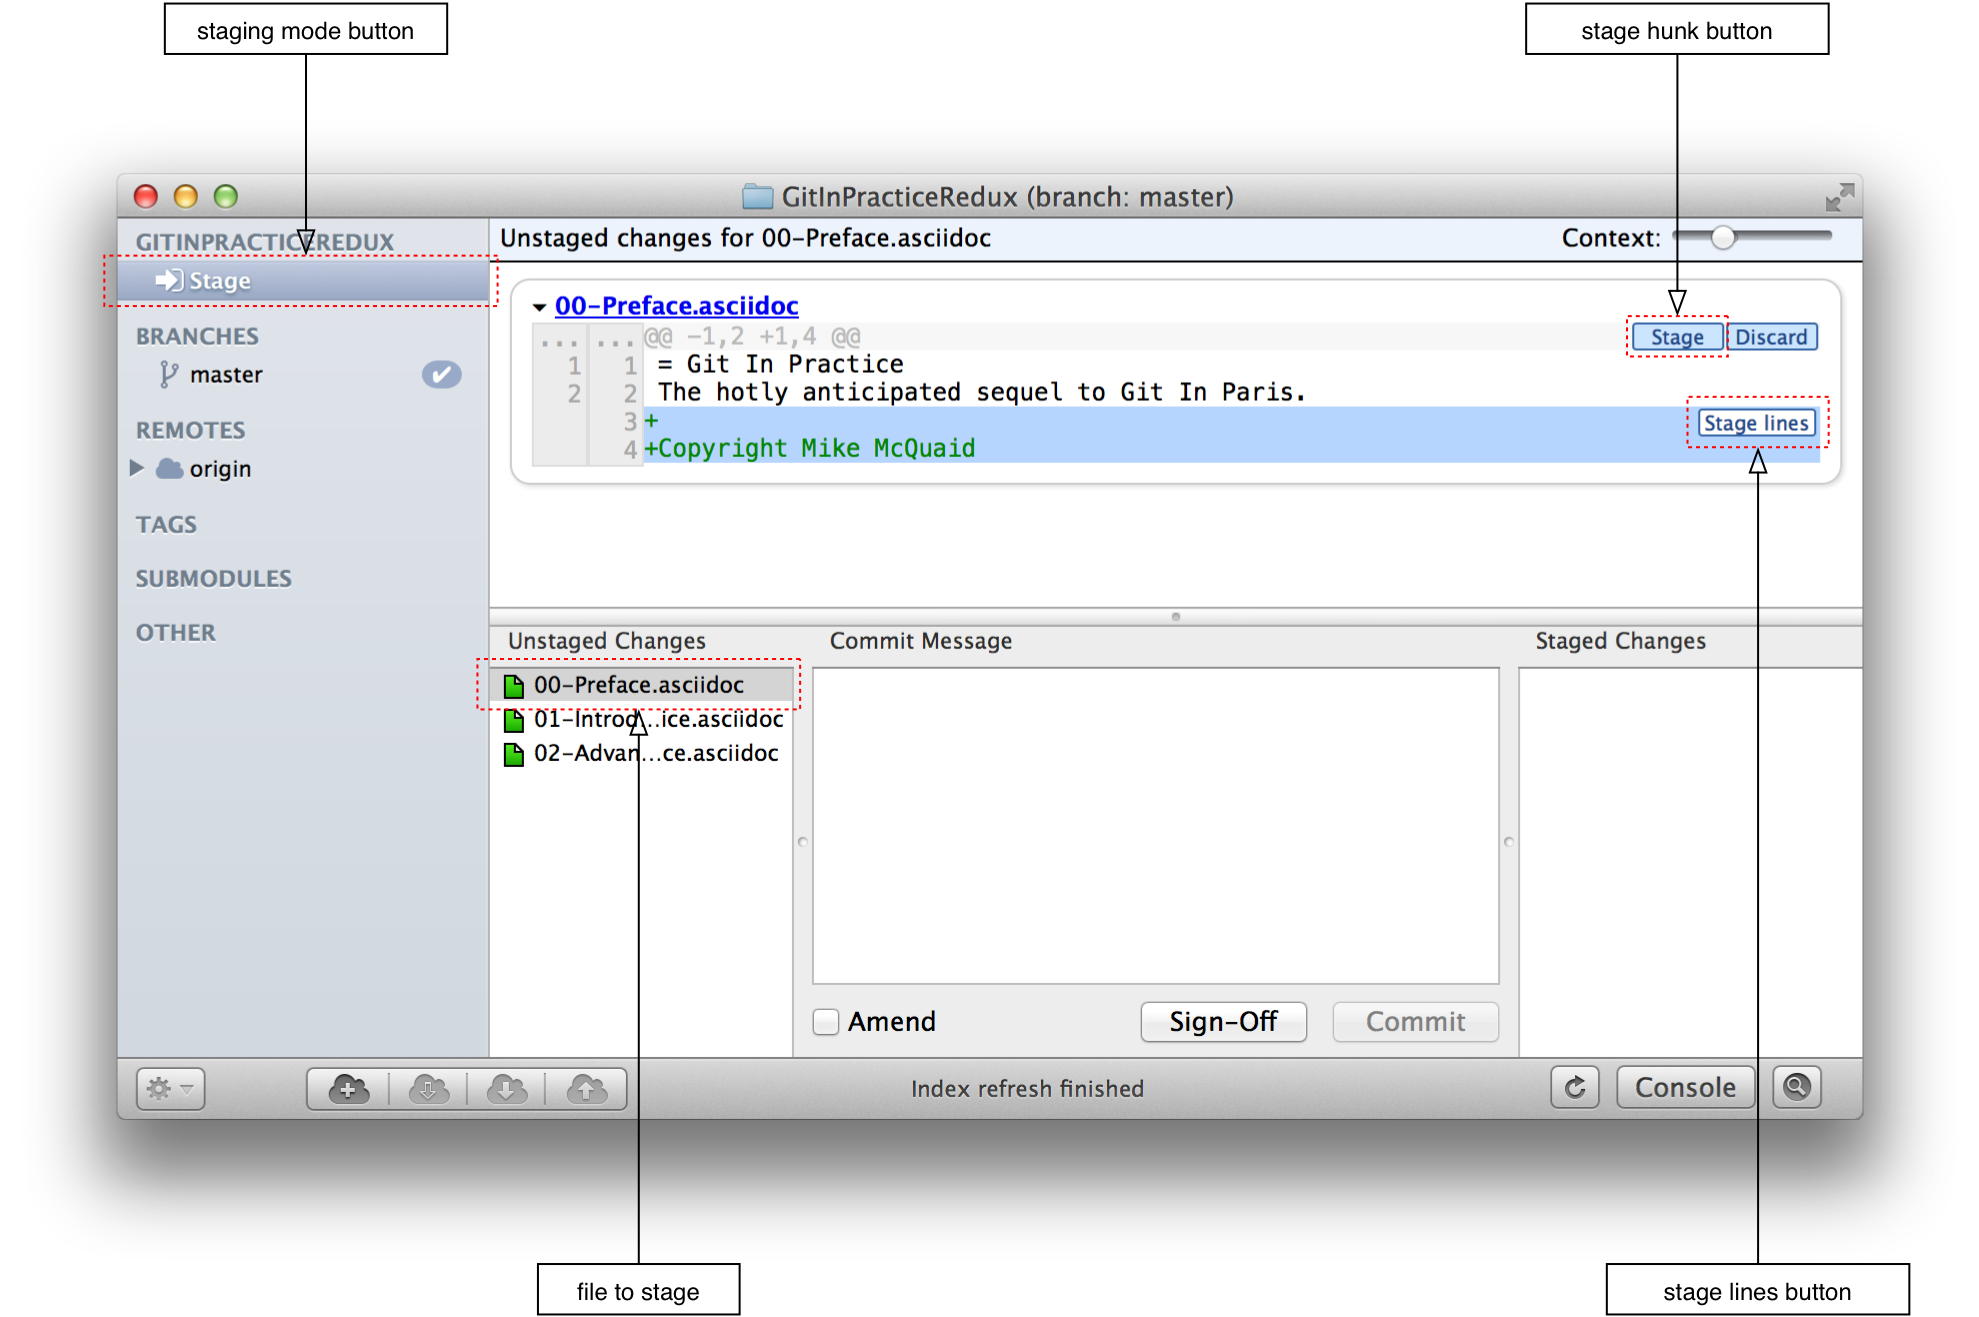 staging mode button
stage hunk button
GitInPracticeRedux (branch: master)
GITINPRACTICEREDUX
Stage
BRANCHES
master
REMOTES
origin
TAGS
SUBMODULES
OTHER
Unstaged changes for 00-Preface.asciidoc
Context:
00-Preface.asciidoc
... ... @@ -1,2 +1,4 @@
Stage Discard
1 1 = Git In Practice
2 2 The hotly anticipated sequel to Git In Paris.
3 +
Stage lines
4 +Copyright Mike McQuaid
Unstaged Changes
00-Preface.asciidoc
01-Introd...ice.asciidoc
02-Advan...ce.asciidoc
Commit Message
Amend
Sign-Off
Commit
Staged Changes
Index refresh finished
Console
file to stage
stage lines button